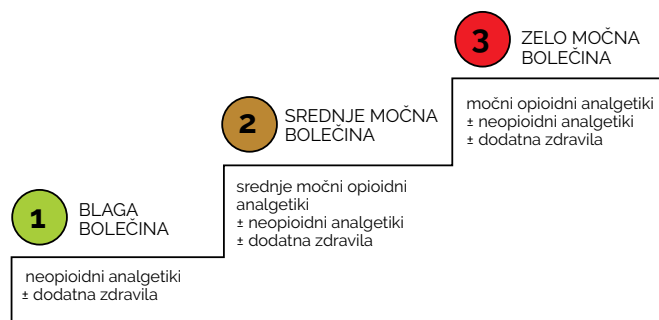 1
BLAGA
BOLEČINA
neopioidni analgetiki
± dodatna zdravila
2
SREDNJE MOČNA
BOLEČINA
srednje močni opioidni
analgetiki
± neopioidni analgetiki
± dodatna zdravila
3
ZELO MOČNA
BOLEČINA
močni opioidni analgetiki
± neopioidni analgetiki
± dodatna zdravila